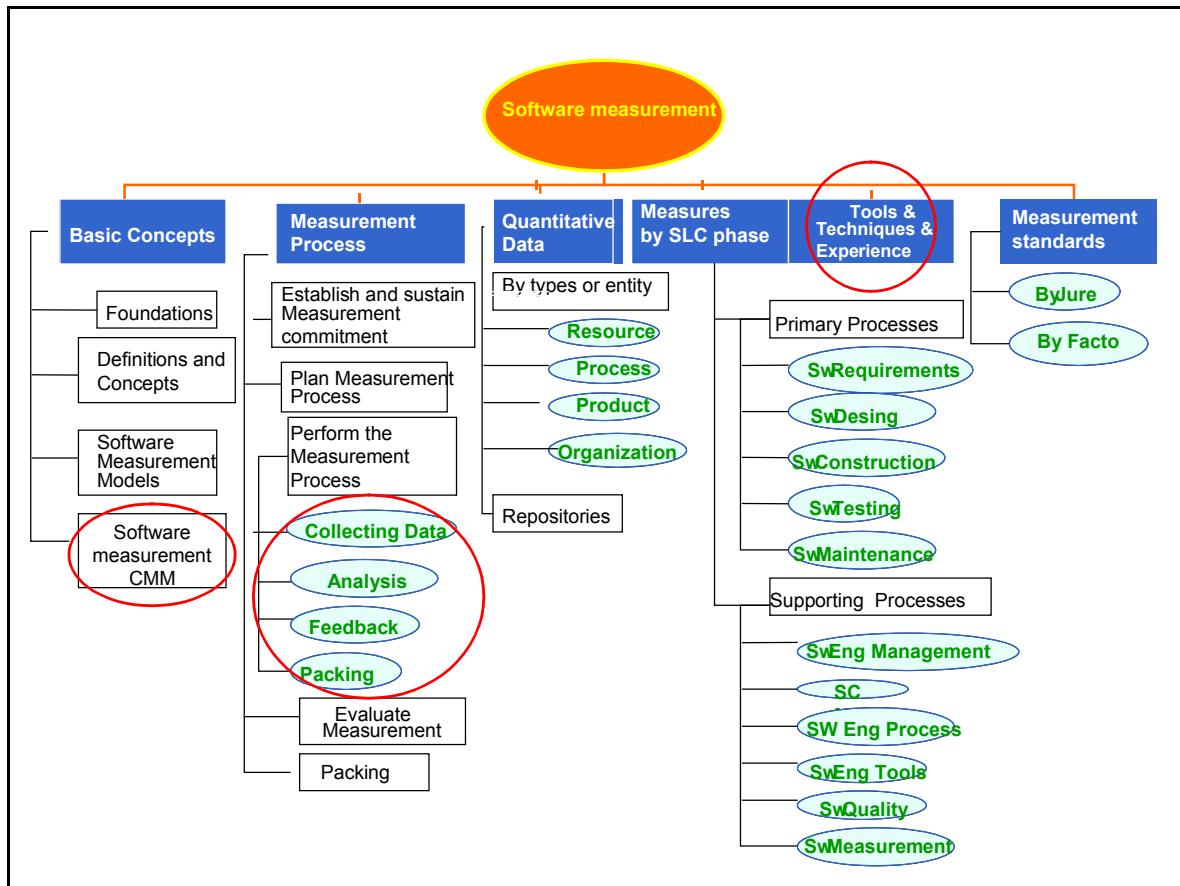 Software measurement
Basic Concepts
Foundations
Definitions and
Concepts
Software
Measurement
Models
Software
measurement
CMM
Measurement
Process
Establish and sustain
Measurement
commitment
Plan Measurement
Process
Perform the
Measurement
Process
Collecting Data
Analysis
Feedback
Packing
Evaluate
Measurement
Packing
Quantitative
Data
By types or entity
Resource
Process
Product
Organization
Repositories
Measures
by SLC phase
Primary Processes
SwRequirements
SwDesing
SwConstruction
SwTesting
SwMaintenance
Supporting Processes
SwEng Management
SC
SW Eng Process
SwEng Tools
SwQuality
SwMeasurement
Tools &
Techniques &
Experience
Measurement
standards
ByJure
By Facto